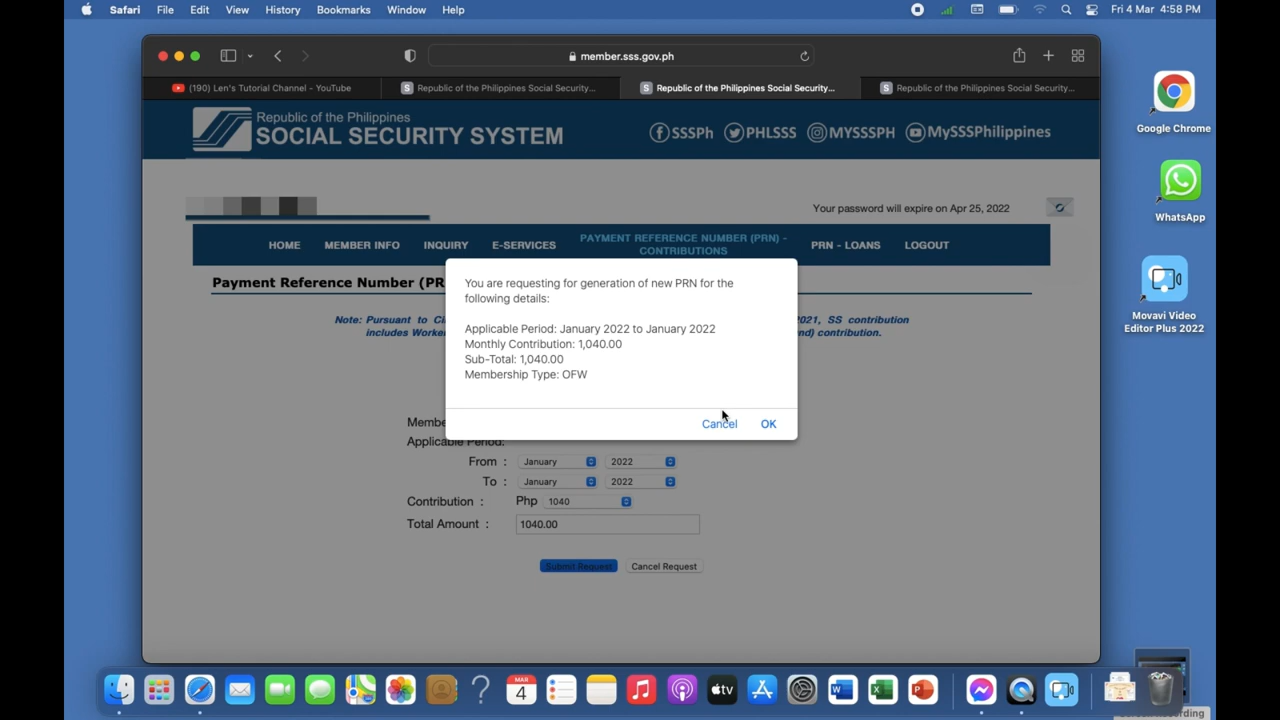 Safari File Edit View History Bookmarks Window Help
Fri 4 Mar 4:58 PM
member.sss.gov.ph
(190) Len's Tutorial Channel - YouTube
Republic of the Philippines Social Security...
Republic of the Philippines Social Security...
Republic of the Philippines Social Security...
Republic of the Philippines
SOCIAL SECURITY SYSTEM
SSSPh PHLSSS MYSSSPH MySSSPhilippines
Your password will expire on Apr 25, 2022
HOME MEMBER INFO INQUIRY E-SERVICES PAYMENT REFERENCE NUMBER (PRN) -
CONTRIBUTIONS PRN - LOANS LOGOUT
Payment Reference Number (PR
Note: Pursuant to Ci
021, SS contribution
includes Worke
nd) contribution.
You are requesting for generation of new PRN for the
following details:
Applicable Period: January 2022 to January 2022
Monthly Contribution: 1,040.00
Sub-Total: 1,040.00
Membership Type: OFW
Cancel OK
Membe
Applicable Period:
From : January 2022
To : January 2022
Contribution : Php 1040
Total Amount : 1040.00
Submit Request Cancel Request
Google Chrome
WhatsApp
Movavi Video
Editor Plus 2022
MAR
4
tv